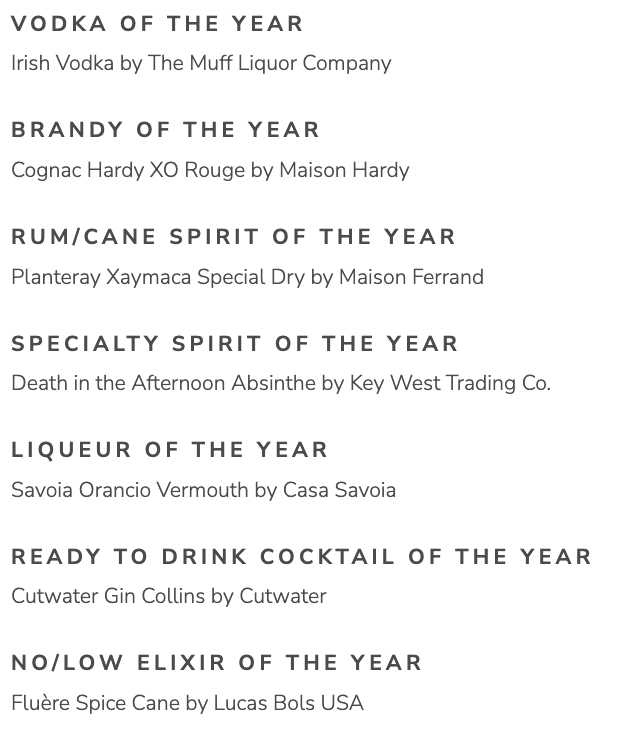 VODKA OF THE YEAR
Irish Vodka by The Muff Liquor Company
BRANDY OF THE YEAR
Cognac Hardy XO Rouge by Maison Hardy
RUM/CANE SPIRIT OF THE YEAR
Planteray Xaymaca Special Dry by Maison Ferrand
SPECIALTY SPIRIT OF THE YEAR
Death in the Afternoon Absinthe by Key West Trading Co.
LIQUEUR OF THE YEAR
Savoia Orancio Vermouth by Casa Savoia
READY TO DRINK COCKTAIL OF THE YEAR
Cutwater Gin Collins by Cutwater
NO/LOW ELIXIR OF THE YEAR
Fluère Spice Cane by Lucas Bols USA